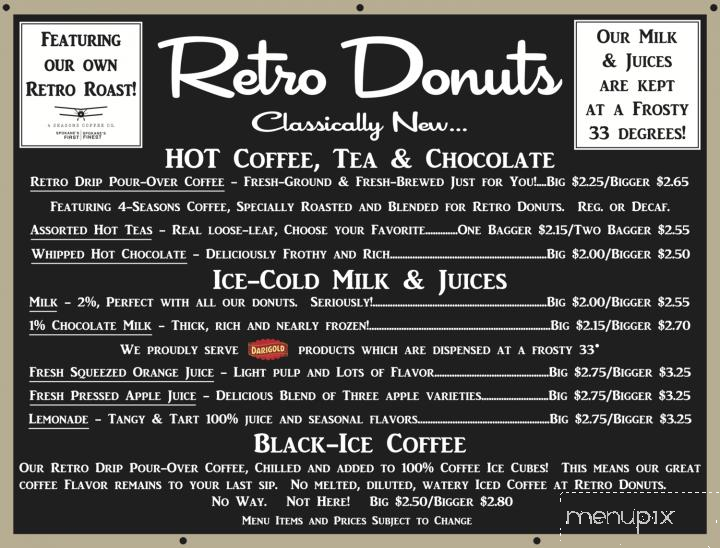 Featuring
our own
Retro Roast!
4 Seasons Coffee Co.
Spokane's First | Spokane's Finest
Retro Donuts
Classically New...
Our Milk
& Juices
are kept
at a Frosty
33 degrees!
HOT Coffee, Tea & Chocolate
Retro Drip Pour-Over Coffee – Fresh-Ground & Fresh-Brewed Just for You!....Big $2.25/Bigger $2.65
Featuring 4-Seasons Coffee, Specially Roasted and Blended for Retro Donuts. Reg. or Decaf.
Assorted Hot Teas – Real loose-leaf, Choose your Favorite.............One Bagger $2.15/Two Bagger $2.55
Whipped Hot Chocolate – Deliciously Frothy and Rich................................................................Big $2.00/Bigger $2.50
Ice-Cold Milk & Juices
Milk – 2%, Perfect with all our donuts. Seriously!.......................................................................Big $2.00/Bigger $2.55
1% Chocolate Milk – Thick, rich and nearly frozen!..........................................................................Big $2.15/Bigger $2.70
We proudly serve Darigold products which are dispensed at a frosty 33°
Fresh Squeezed Orange Juice – Light pulp and Lots of Flavor..............................................Big $2.75/Bigger $3.25
Fresh Pressed Apple Juice – Delicious Blend of Three apple varieties...........................Big $2.75/Bigger $3.25
Lemonade – Tangy & Tart 100% juice and seasonal flavors......................................................Big $2.75/Bigger $3.25
Black-Ice Coffee
Our Retro Drip Pour-Over Coffee, Chilled and added to 100% Coffee Ice Cubes! This means our great
coffee Flavor remains to your last sip. No melted, diluted, watery Iced Coffee at Retro Donuts.
No Way. Not Here! Big $2.50/Bigger $2.80
Menu Items and Prices Subject to Change
menupix